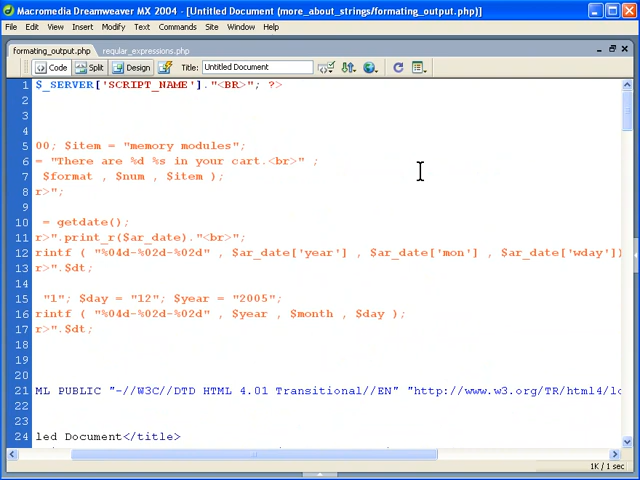 Macromedia Dreamweaver MX 2004 - [Untitled Document (more_about_strings/formating_output.php)]
File Edit View Insert Modify Text Commands Site Window Help
formating_output.php reqular_expressions.php
Code Split Design Title: Untitled Document
1 $_SERVER['SCRIPT_NAME']."<BR>"; ?>
2
3
4
5 00; $item = "memory modules";
6 = "There are %d %s in your cart.<br>" ;
7 $format , $num , $item );
8 r>";
9
10 = getdate();
11 r>".print_r($ar_date)."<br>";
12 rintf ( "%04d-%02d-%02d" , $ar_date['year'] , $ar_date['mon'] , $ar_date['wday'])
13 r>".$dt;
14
15 "1"; $day = "12"; $year = "2005";
16 rintf ( "%04d-%02d-%02d" , $year , $month , $day );
17 r>".$dt;
18
19
20
21 ML PUBLIC "-//W3C//DTD HTML 4.01 Transitional//EN" "http://www.w3.org/TR/html4/lo
22
23
24 led Document</title>
1K / 1 sec